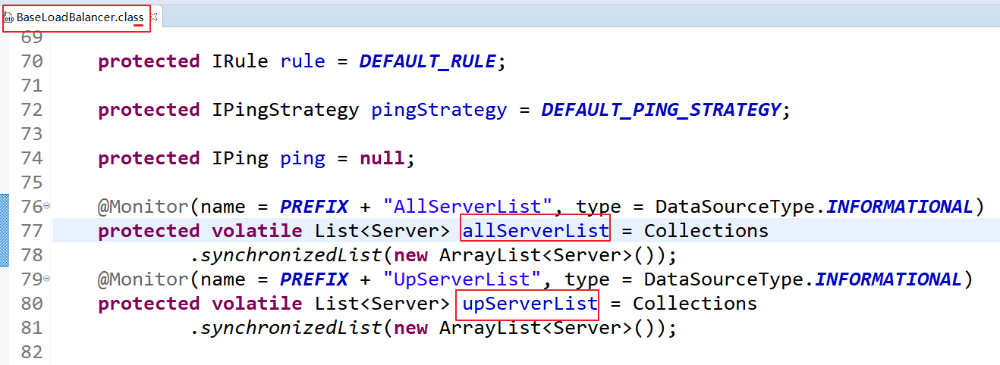 BaseLoadBalancer.class
69
70 protected IRule rule = DEFAULT_RULE;
71
72 protected IPingStrategy pingStrategy = DEFAULT_PING_STRATEGY;
73
74 protected IPing ping = null;
75
76 @Monitor(name = PREFIX + "AllServerList", type = DataSourceType.INFORMATIONAL)
77 protected volatile List<Server> allServerList = Collections
78 .synchronizedList(new ArrayList<Server>());
79 @Monitor(name = PREFIX + "UpServerList", type = DataSourceType.INFORMATIONAL)
80 protected volatile List<Server> upServerList = Collections
81 .synchronizedList(new ArrayList<Server>());
82